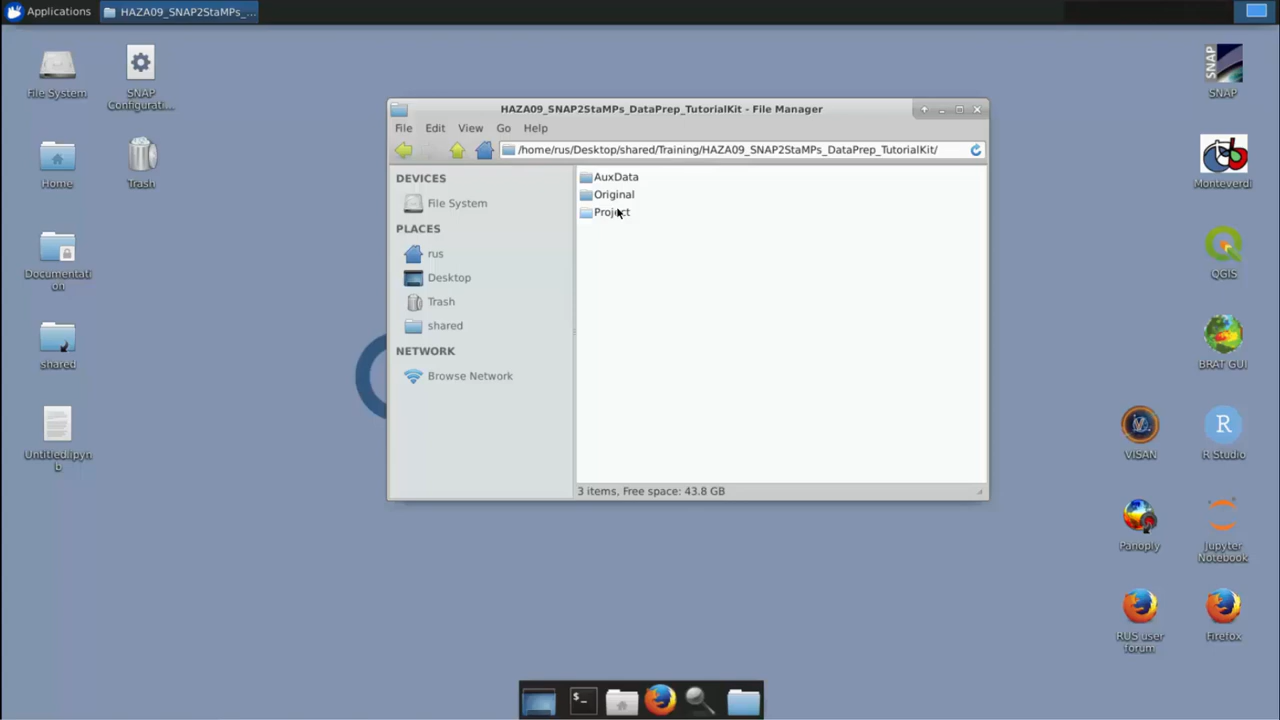 Applications
HAZA09_SNAP2StaMPs_...
File System
SNAP
Configurati...
Home
Trash
Documentati
on
shared
Untitled.ipyn
b
HAZA09_SNAP2StaMPs_DataPrep_TutorialKit - File Manager
File Edit View Go Help
/home/rus/Desktop/shared/Training/HAZA09_SNAP2StaMPs_DataPrep_TutorialKit/
DEVICES
File System
PLACES
rus
Desktop
Trash
shared
NETWORK
Browse Network
AuxData
Original
Project
3 items, Free space: 43.8 GB
SNAP
SNAP
Monteverdi
QGIS
BRAT GUI
VISAN
R
R Studio
Panoply
Jupyter
Notebook
RUS user
forum
Firefox